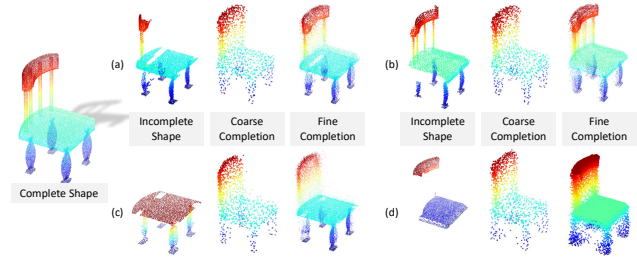 (a)
(b)
Incomplete Shape
Coarse Completion
Fine Completion
Incomplete Shape
Coarse Completion
Fine Completion
Complete Shape
(c)
(d)